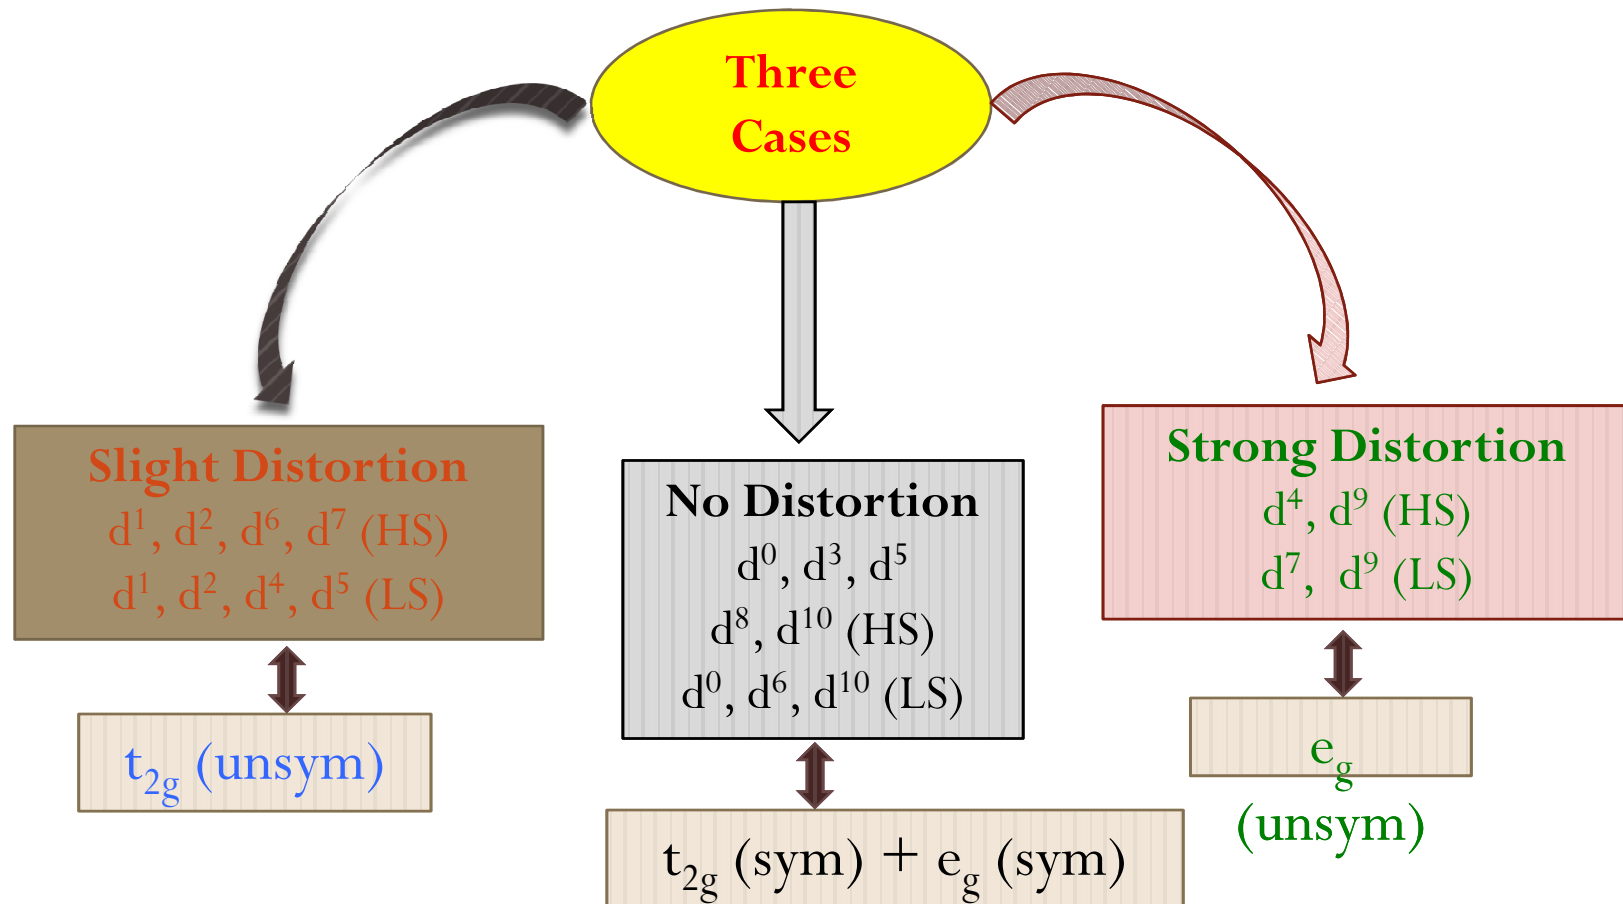 Three
Cases
Slight Distortion
d¹, d², d⁶, d⁷ (HS)
d¹, d², d⁴, d⁵ (LS)
t₂g (unsym)
No Distortion
d⁰, d³, d⁵
d⁸, d¹⁰ (HS)
d⁰, d⁶, d¹⁰ (LS)
t₂g (sym) + eg (sym)
Strong Distortion
d⁴, d⁹ (HS)
d⁷, d⁹ (LS)
eg
(unsym)